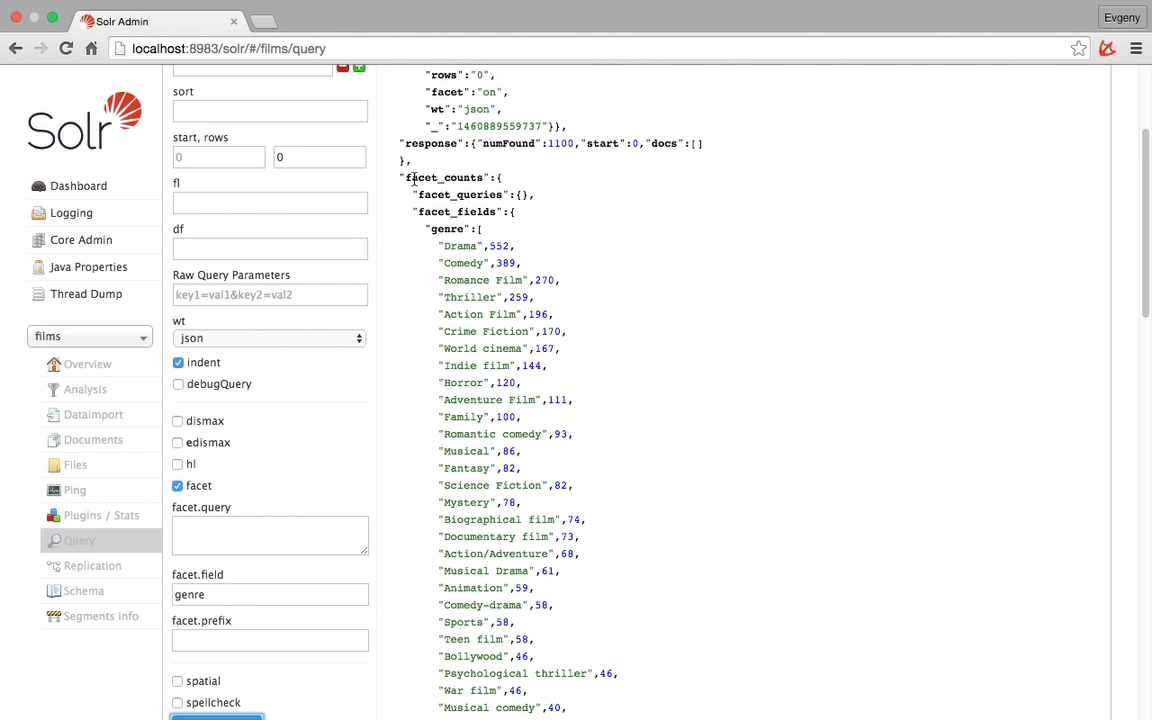 Solr Admin
Evgeny
localhost:8983/solr/#/films/query
Solr
Dashboard
Logging
Core Admin
Java Properties
Thread Dump
films
Overview
Analysis
Dataimport
Documents
Files
Ping
Plugins / Stats
Query
Replication
Schema
Segments info
sort
start, rows
0
0
fl
df
Raw Query Parameters
key1=val1&key2=val2
wt
json
indent
debugQuery
dismax
edismax
hl
facet
facet.query
facet.field
genre
facet.prefix
spatial
spellcheck
"rows":"0",
"facet":"on",
"wt":"json",
"_":"1460889559737"}},
"response":{"numFound":1100,"start":0,"docs":[]
},
"facet_counts":{
"facet_queries":{},
"facet_fields":{
"genre":[
"Drama",552,
"Comedy",389,
"Romance Film",270,
"Thriller",259,
"Action Film",196,
"Crime Fiction",170,
"World cinema",167,
"Indie film",144,
"Horror",120,
"Adventure Film",111,
"Family",100,
"Romantic comedy",93,
"Musical",86,
"Fantasy",82,
"Science Fiction",82,
"Mystery",78,
"Biographical film",74,
"Documentary film",73,
"Action/Adventure",68,
"Musical Drama",61,
"Animation",59,
"Comedy-drama",58,
"Sports",58,
"Teen film",58,
"Bollywood",46,
"Psychological thriller",46,
"War film",46,
"Musical comedy",40,